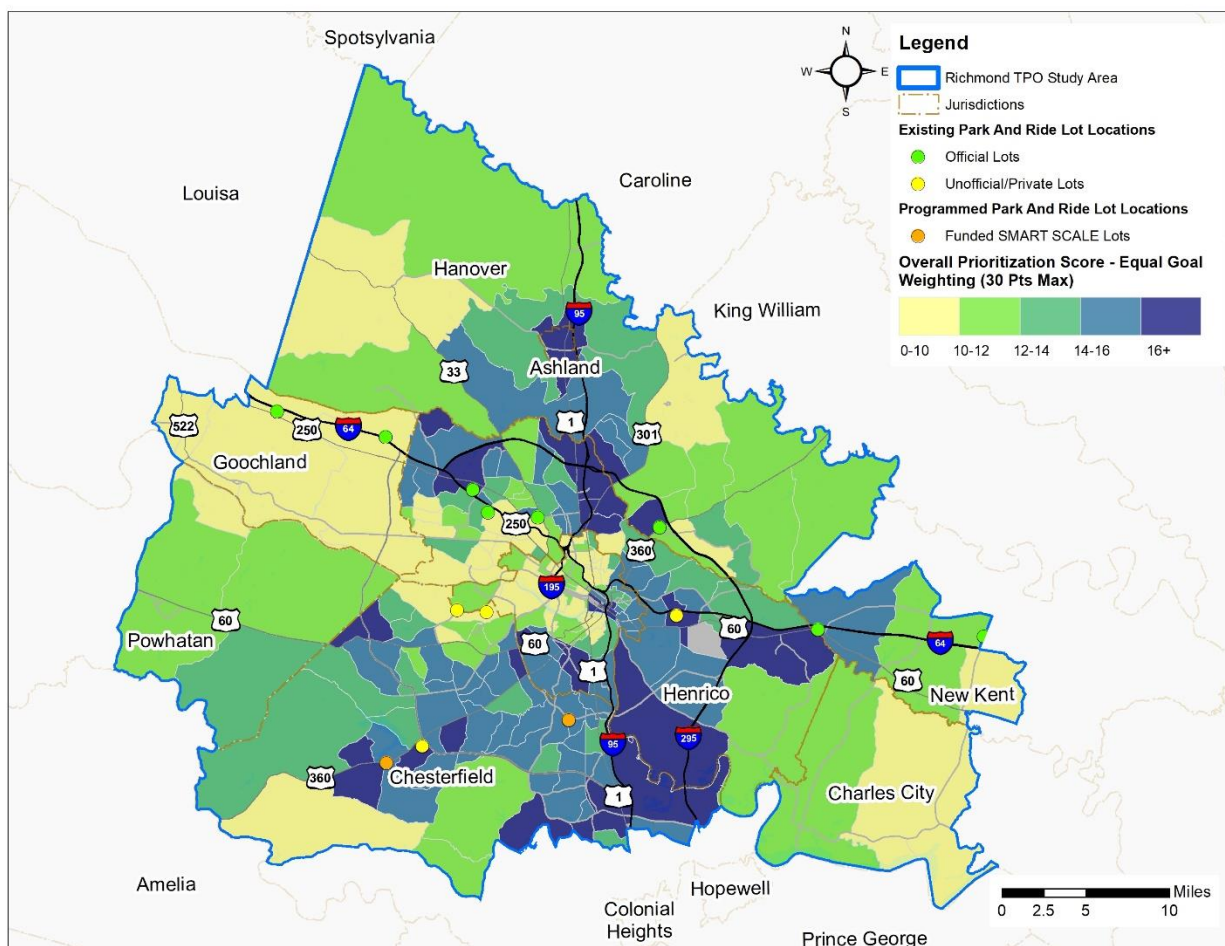 Spotsylvania
N
W
E
S
Legend
Richmond TPO Study Area
Jurisdictions
Existing Park And Ride Lot Locations
Official Lots
Unofficial/Private Lots
Programmed Park And Ride Lot Locations
Funded SMART SCALE Lots
Overall Prioritization Score - Equal Goal
Weighting (30 Pts Max)
0-10
10-12
12-14
14-16
16+
Louisa
Caroline
Hanover
King William
95
33
Ashland
1
301
522
250
64
Goochland
250
360
195
60
Powhatan
60
60
64
1
60
New Kent
Henrico
95
295
360
Chesterfield
1
Charles City
Amelia
Hopewell
Colonial
Heights
Prince George
Miles
0
2.5
5
10